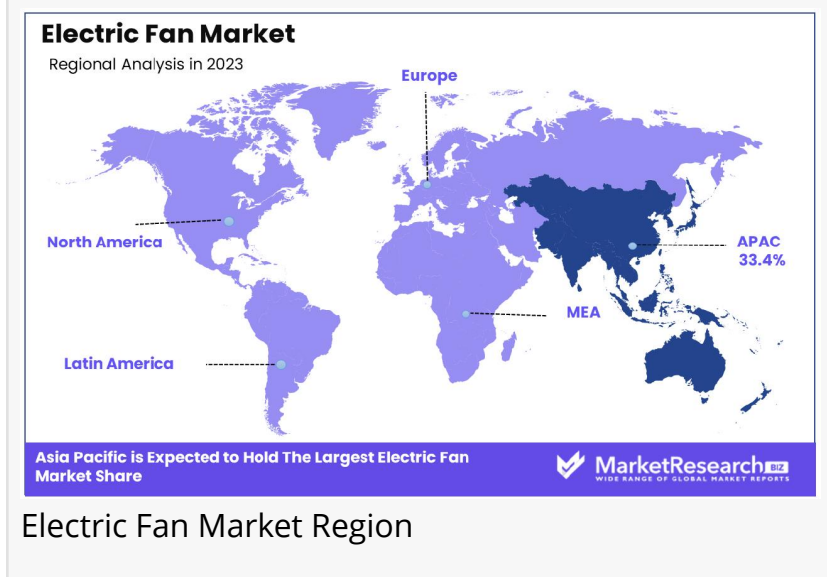 Electric Fan Market
Regional Analysis in 2023
Europe
North America
APAC
33.4%
MEA
Latin America
Asia Pacific is Expected to Hold The Largest Electric Fan
Market Share
MarketResearch BIZ
WIDE RANGE OF GLOBAL MARKET REPORTS
Electric Fan Market Region